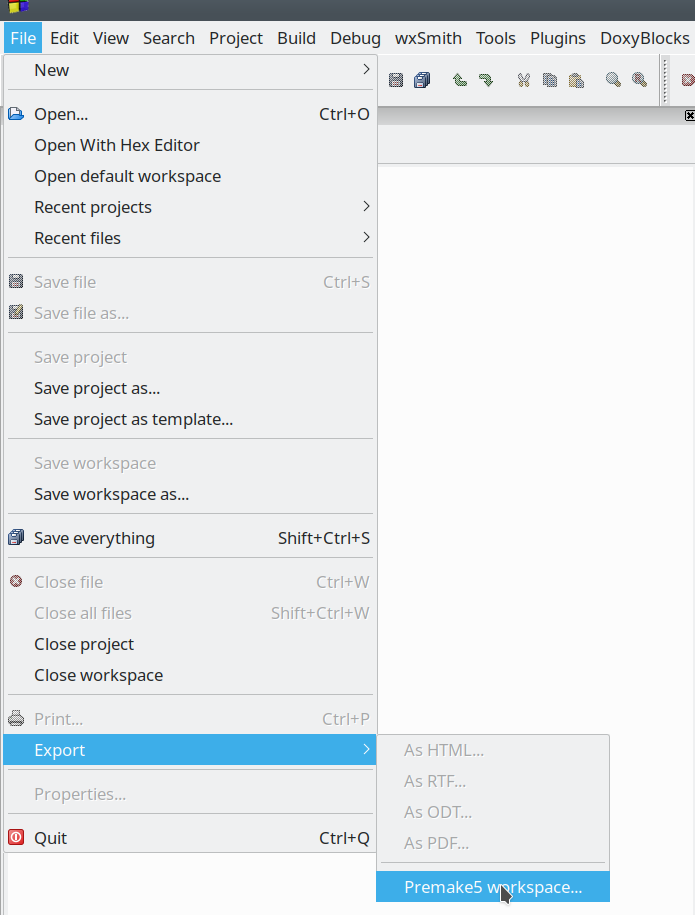 File Edit View Search Project Build Debug wxSmith Tools Plugins DoxyBlocks
New
Open... Ctrl+O
Open With Hex Editor
Open default workspace
Recent projects
Recent files
Save file Ctrl+S
Save file as...
Save project
Save project as...
Save project as template...
Save workspace
Save workspace as...
Save everything Shift+Ctrl+S
Close file Ctrl+W
Close all files Shift+Ctrl+W
Close project
Close workspace
Print... Ctrl+P
Export
As HTML...
As RTF...
As ODT...
As PDF...
Premake5 workspace...
Properties...
Quit Ctrl+Q